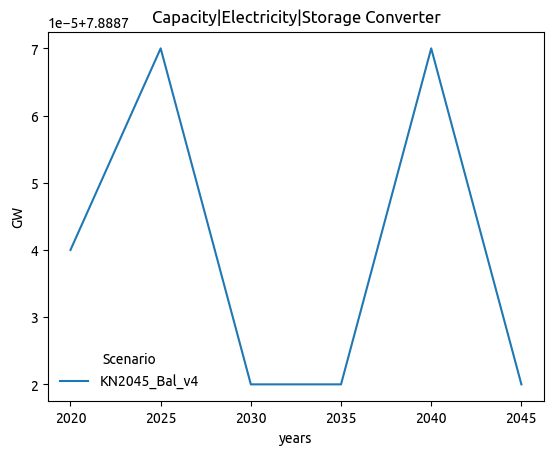 Capacity|Electricity|Storage Converter
1e-5+7.8887
7
6
5
4
3
2
GW
Scenario
KN2045_Bal_v4
2020 2025 2030 2035 2040 2045
years